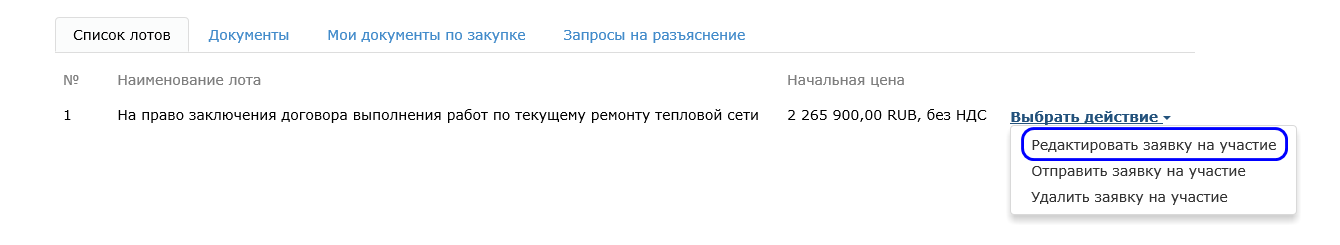 Список лотов Документы Мои документы по закупке Запросы на разъяснение
№ Наименование лота Начальная цена
1 На право заключения договора выполнения работ по текущему ремонту тепловой сети 2 265 900,00 RUB, без НДС Выбрать действие
Редактировать заявку на участие
Отправить заявку на участие
Удалить заявку на участие